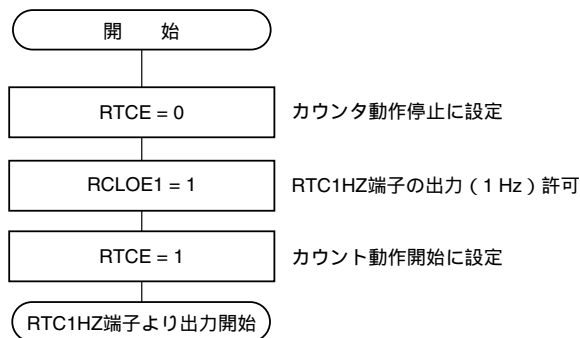 開　始
RTCE = 0　カウンタ動作停止に設定
RCLOE1 = 1　RTC1HZ端子の出力（1 Hz）許可
RTCE = 1　カウント動作開始に設定
RTC1HZ端子より出力開始